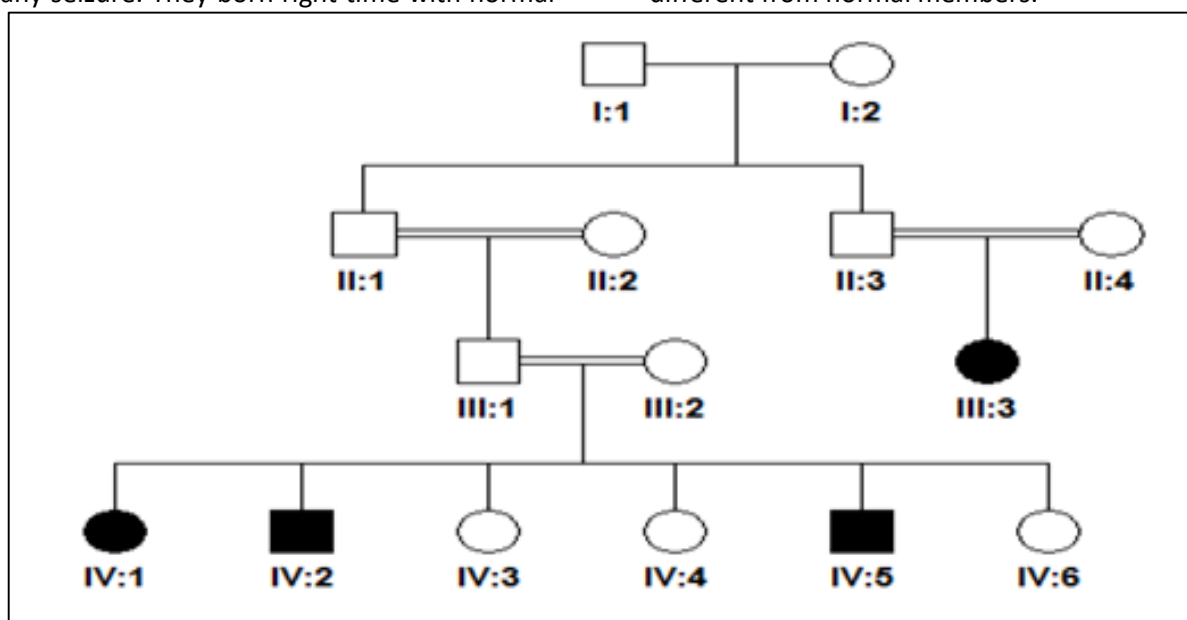 any seizure. They born right time with normal
different from normal members.
I:1 I:2
II:1 II:2 II:3 II:4
III:1 III:2 III:3
IV:1 IV:2 IV:3 IV:4 IV:5 IV:6